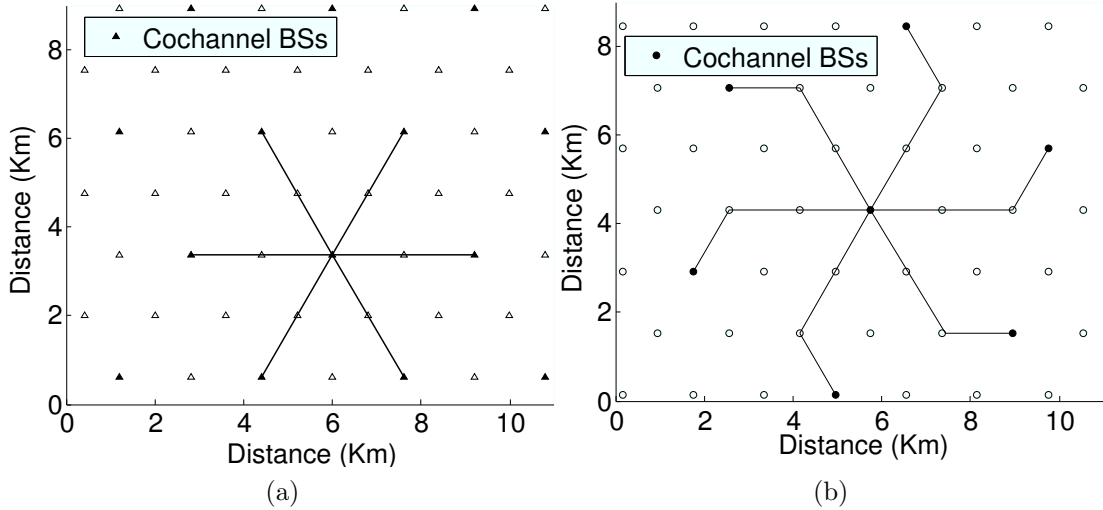 Cochannel BSs
8
6
4
2
0
0 2 4 6 8 10
Distance (Km)
Distance (Km)
(a)
Cochannel BSs
8
6
4
2
0
0 2 4 6 8 10
Distance (Km)
Distance (Km)
(b)